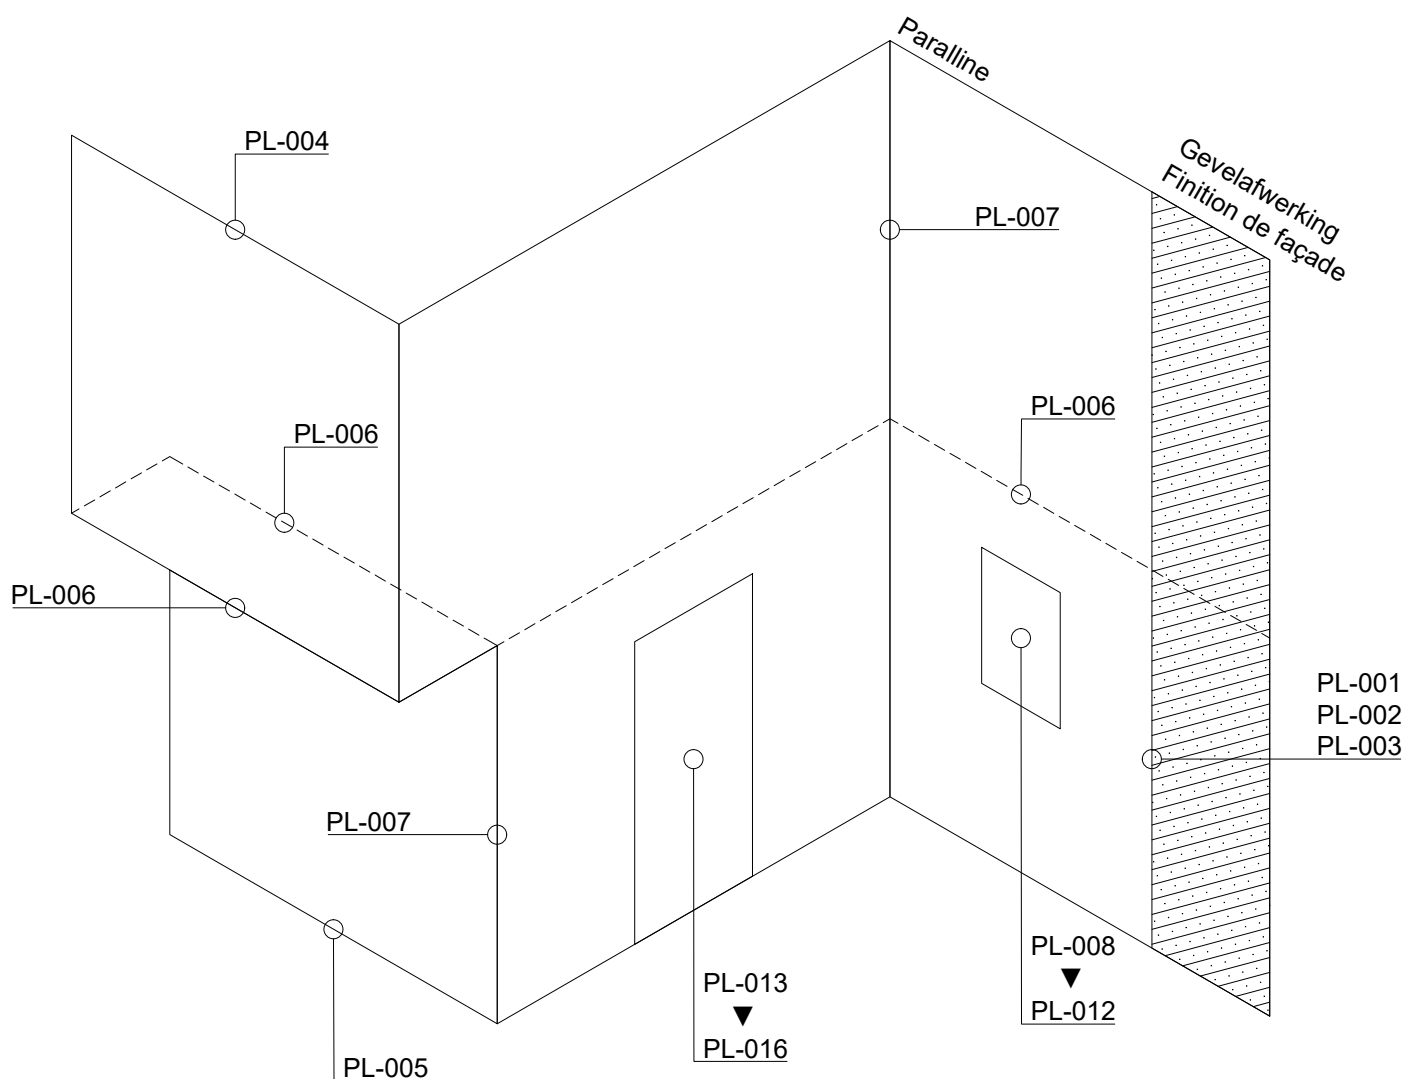 Paralline
PL-004
Gevelafwerking
Finition de façade
PL-007
PL-006
PL-006
PL-006
PL-001
PL-002
PL-003
PL-007
PL-008
▼
PL-012
PL-013
▼
PL-016
PL-005